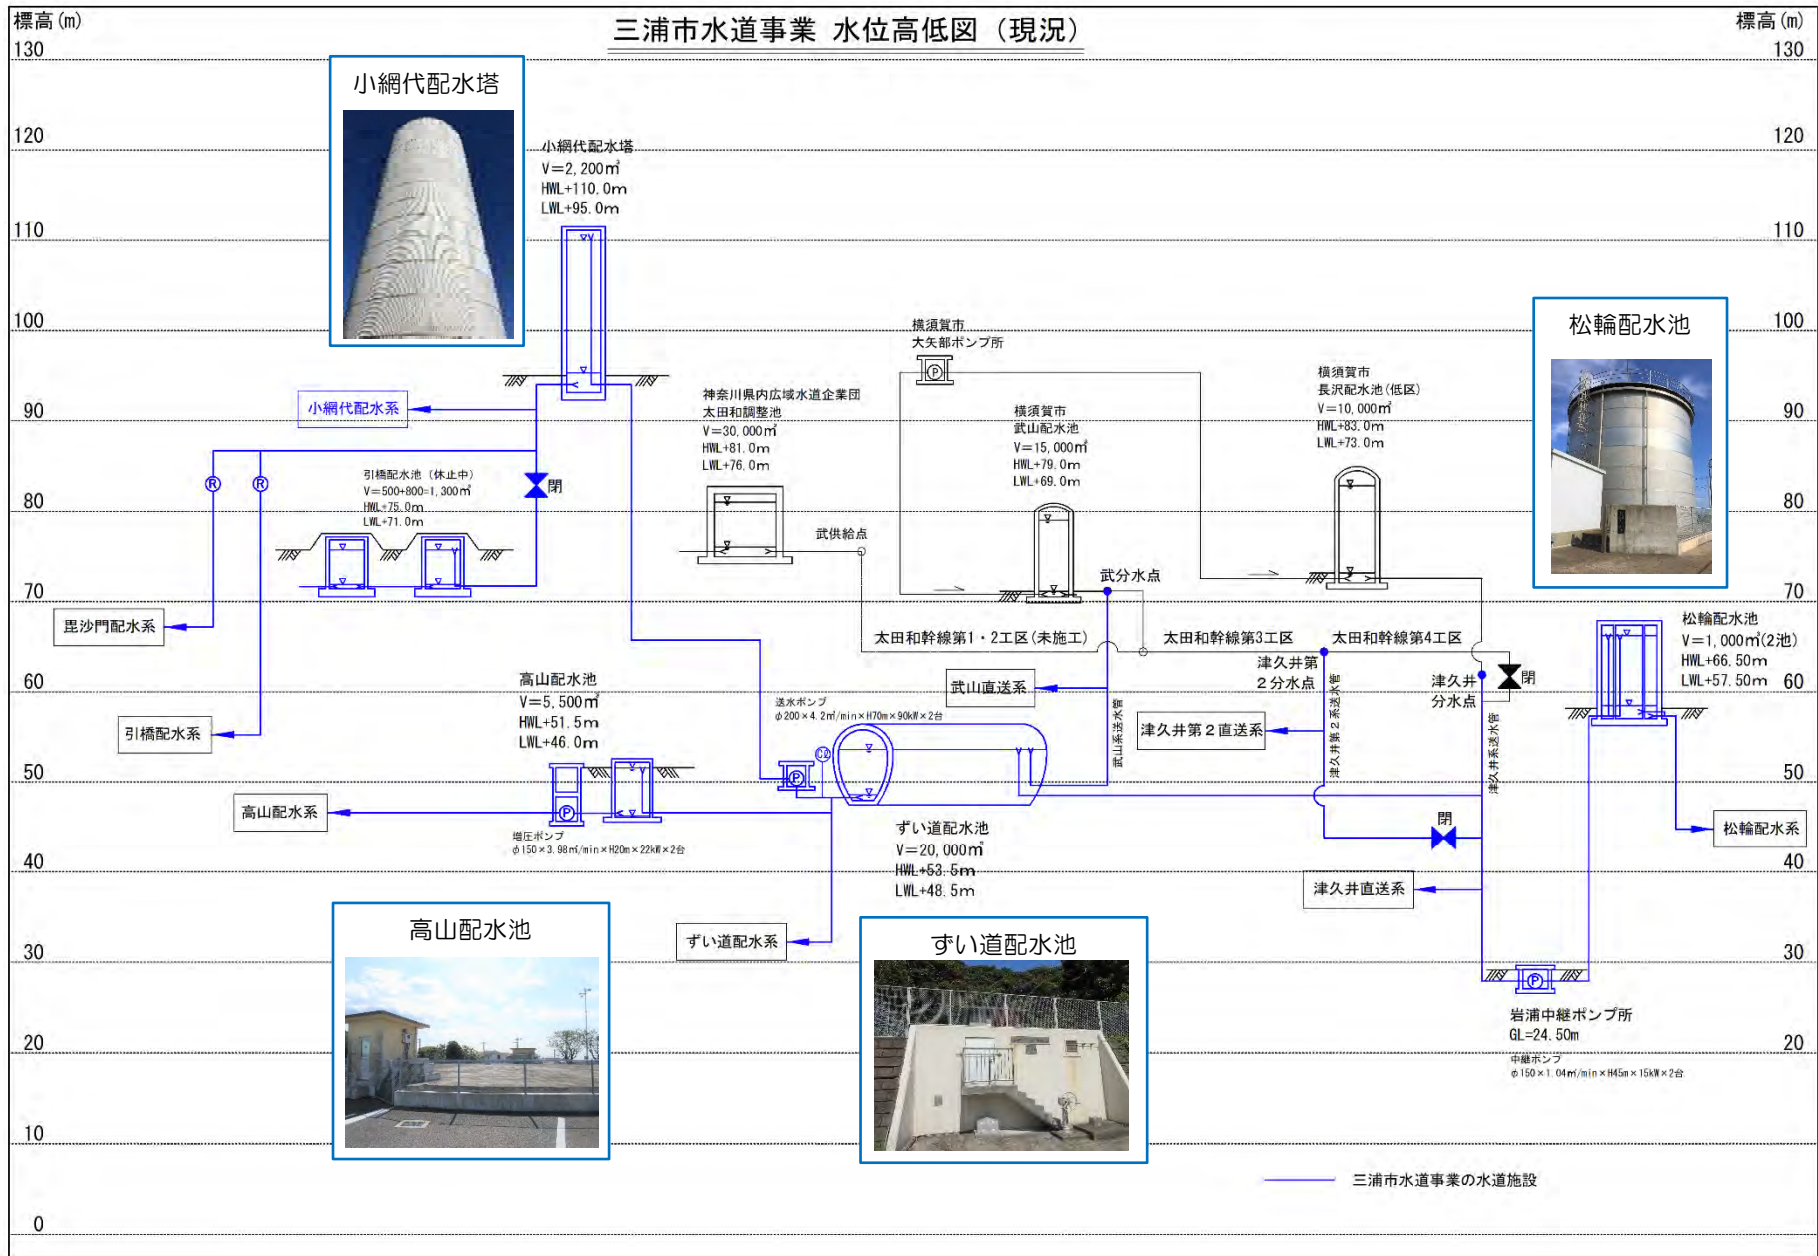 三浦市水道事業 水位高低図（現況）
標高(m)
標高(m)
130
130
120
120
110
110
100
100
90
90
80
80
70
70
60
60
50
50
40
40
30
30
20
20
10
10
0
小網代配水塔
小網代配水塔
V=2,200㎥
HWL+110.0m
LWL+95.0m
小網代配水系
引橋配水池（休止中）
V=500+800=1,300㎥
HWL+75.0m
LWL+71.0m
閉
R
R
毘沙門配水系
引橋配水系
神奈川県内広域水道企業団
太田和調整池
V=30,000㎥
HWL+81.0m
LWL+76.0m
武供給点
横須賀市
大矢部ポンプ所
P
横須賀市
武山配水池
V=15,000㎥
HWL+79.0m
LWL+69.0m
武分水点
横須賀市
長沢配水池(低区)
V=10,000㎥
HWL+83.0m
LWL+73.0m
松輪配水池
太田和幹線第1・2工区(未施工)
太田和幹線第3工区
太田和幹線第4工区
津久井第
2分水点
津久井
分水点
閉
松輪配水池
V=1,000㎥(2池)
HWL+66.50m
LWL+57.50m
高山配水池
V=5,500㎥
HWL+51.5m
LWL+46.0m
送水ポンプ
φ200×4.2㎥/min×H70m×90kW×2台
武山直送系
武山系送水管
津久井第2直送系
津久井第2系送水管
津久井系送水管
P
Cℓ
高山配水系
P
増圧ポンプ
φ150×3.98㎥/min×H20m×22kW×2台
ずい道配水池
V=20,000㎥
HWL+53.5m
LWL+48.5m
閉
松輪配水系
津久井直送系
ずい道配水系
高山配水池
ずい道配水池
P
岩浦中継ポンプ所
GL=24.50m
中継ポンプ
φ150×1.04㎥/min×H45m×15kW×2台
三浦市水道事業の水道施設